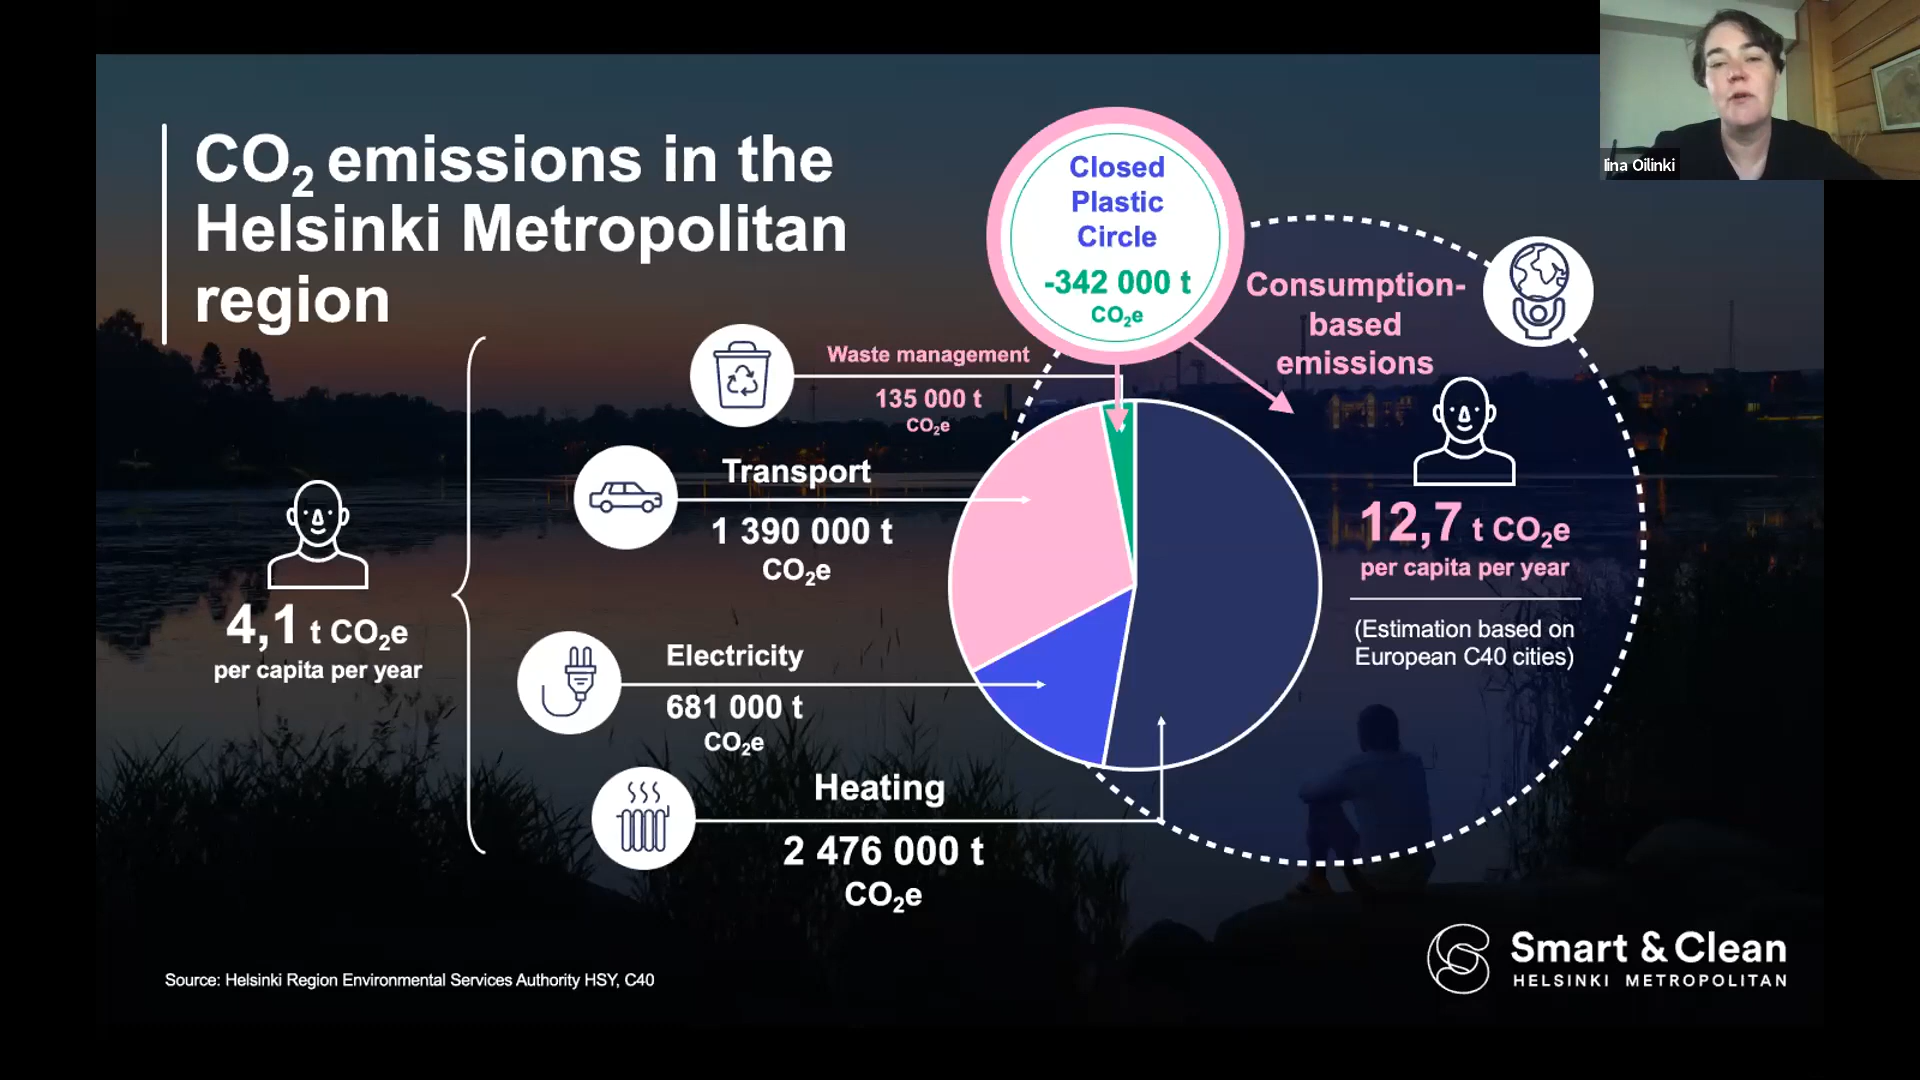 CO₂ emissions in the
Helsinki Metropolitan
region
Closed
Plastic
Circle
-342 000 t
CO₂e
Iina Oilinki
Consumption-
based
emissions
Waste management
135 000 t
CO₂e
Transport
1 390 000 t
CO₂e
4,1 t CO₂e
per capita per year
12,7 t CO₂e
per capita per year
(Estimation based on
European C40 cities)
Electricity
681 000 t
CO₂e
Heating
2 476 000 t
CO₂e
Source: Helsinki Region Environmental Services Authority HSY, C40
Smart & Clean
HELSINKI METROPOLITAN